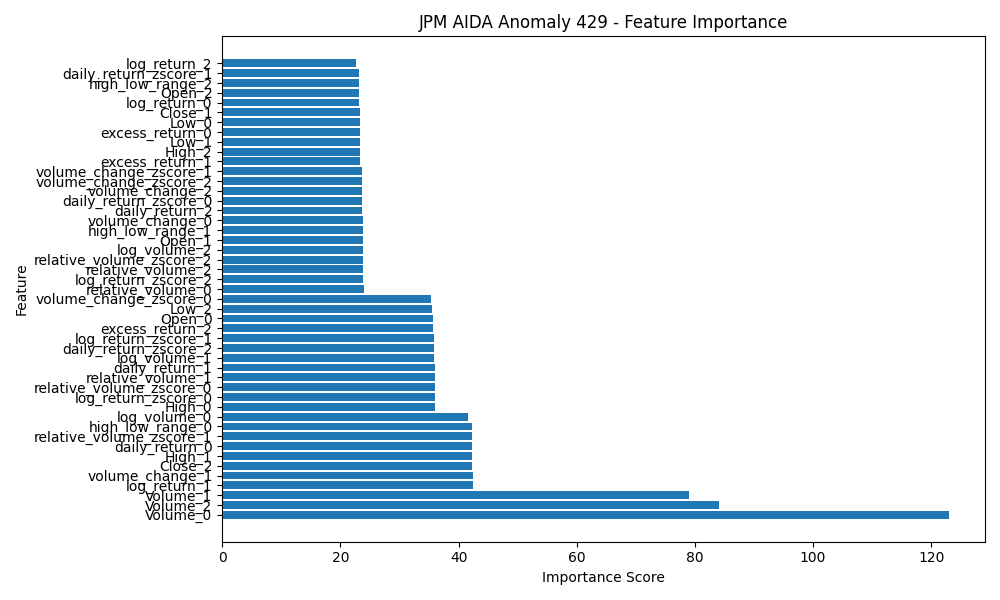 JPM AIDA Anomaly 429 - Feature Importance
log_return_2
daily_return_zscore_1
high_low_range_2
Open_2
log_return_0
Close_1
Low_0
excess_return_0
Low_1
High_2
excess_return_1
volume_change_zscore_1
volume_change_zscore_2
volume_change_2
daily_return_zscore_0
daily_return_2
volume_change_0
high_low_range_1
Open_1
log_volume_2
relative_volume_zscore_2
relative_volume_2
log_return_zscore_2
relative_volume_0
volume_change_zscore_0
Low_2
Open_0
excess_return_2
log_return_zscore_1
daily_return_zscore_2
log_volume_1
daily_return_1
relative_volume_1
relative_volume_zscore_0
log_return_zscore_0
High_0
log_volume_0
high_low_range_0
relative_volume_zscore_1
daily_return_0
High_1
Close_2
volume_change_1
log_return_1
Volume_1
Volume_2
Volume_0
Feature
0 20 40 60 80 100 120
Importance Score